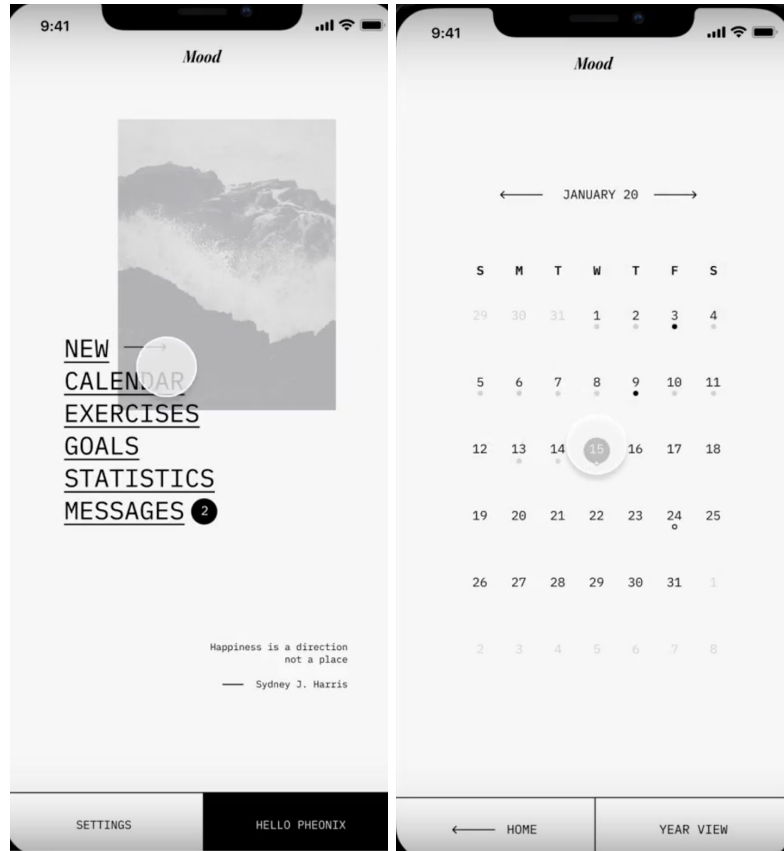 9:41
Mood
NEW
CALENDAR
EXERCISES
GOALS
STATISTICS
MESSAGES 2
Happiness is a direction
not a place
Sydney J. Harris
SETTINGS
HELLO PHEONIX
9:41
Mood
JANUARY 20
S M T W T F S
29 30 31 1 2 3 4
5 6 7 8 9 10 11
12 13 14 15 16 17 18
19 20 21 22 23 24 25
26 27 28 29 30 31 1
2 3 4 5 6 7 8
HOME
YEAR VIEW